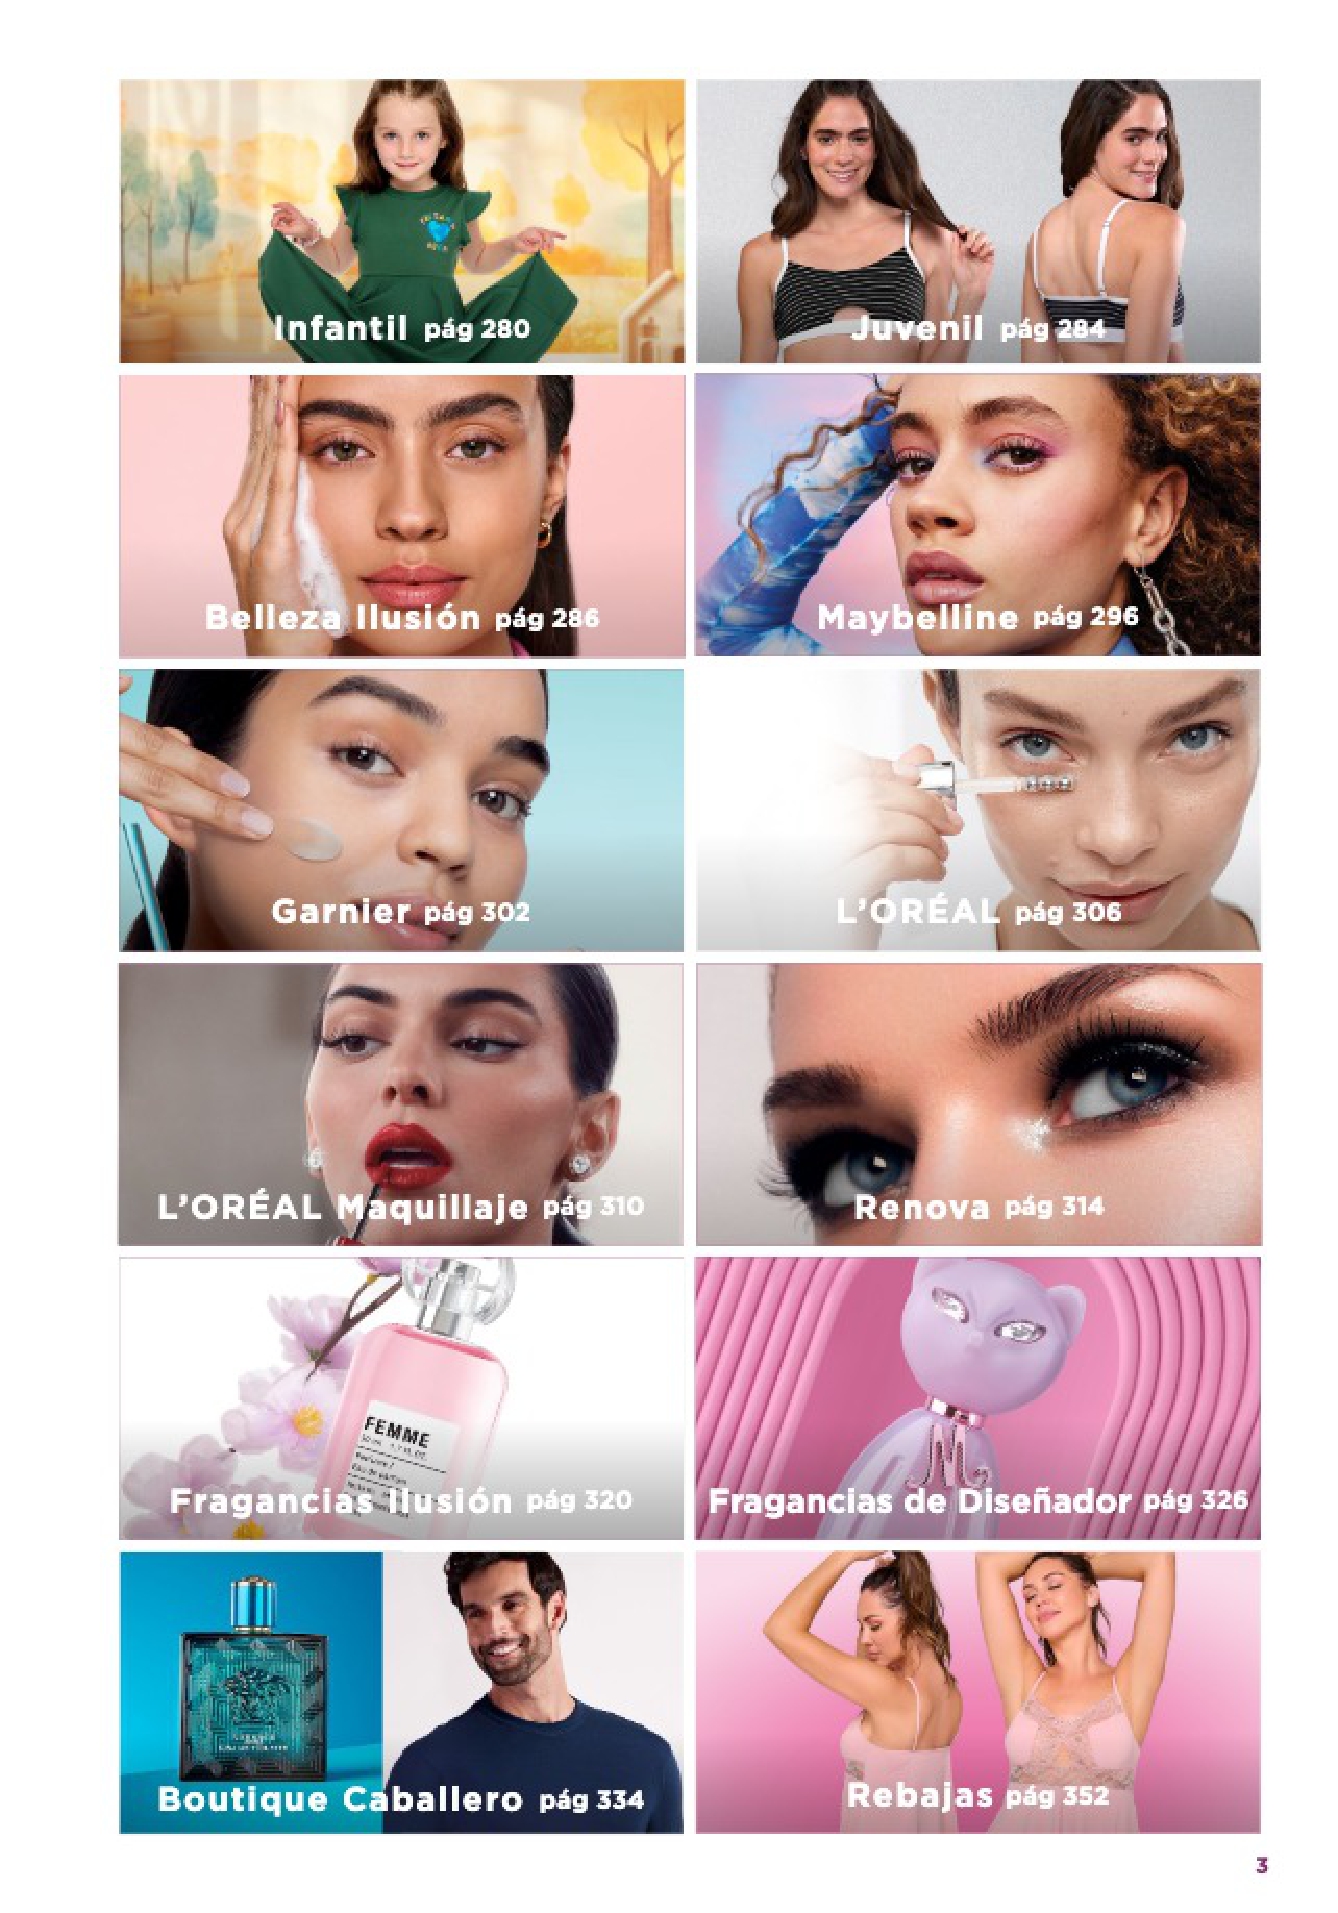 Infantil pág 280
Juvenil pág 284
Belleza Ilusión pág 286
Maybelline pág 296
Garnier pág 302
L'ORÉAL pág 306
L'ORÉAL Maquillaje pág 310
Renova pág 314
FEMME
Fragancias Ilusión pág 320
Fragancias de Diseñador pág 326
Boutique Caballero pág 334
Rebajas pág 352
3